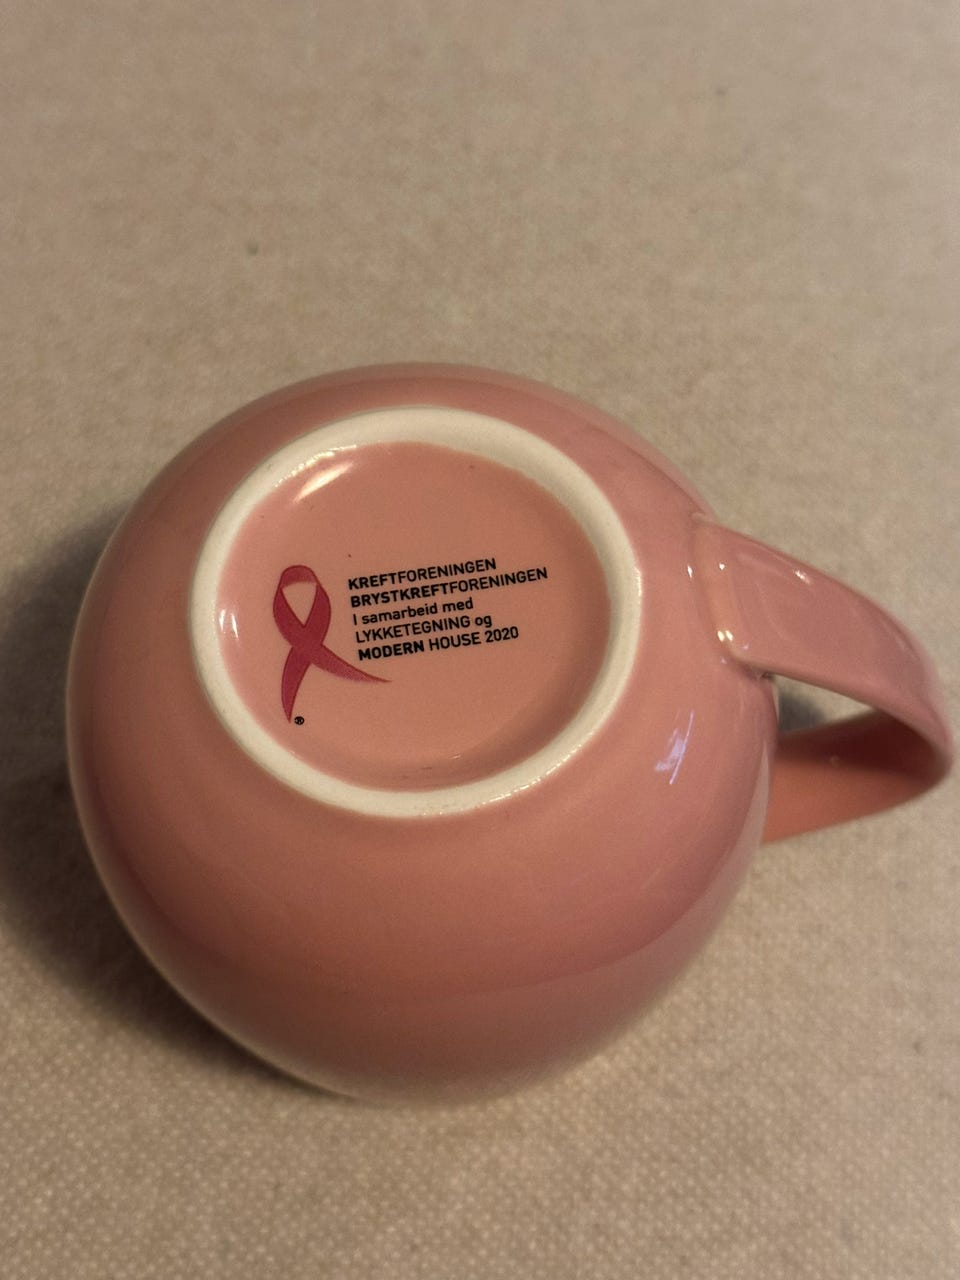 KREFTFORENINGEN
BRYSTKREFTFORENINGEN
I samarbeid med
LYKKETEGNING og
MODERN HOUSE 2020
®